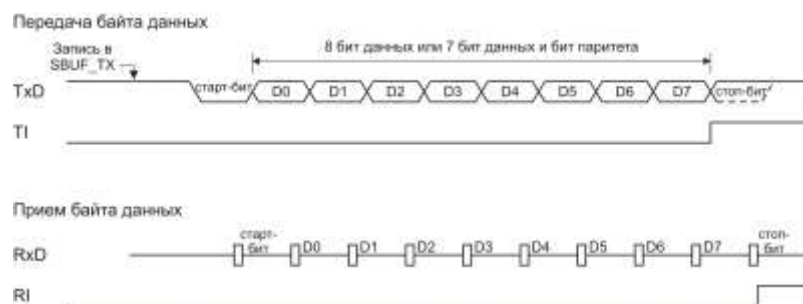 Передача байта данных
Запись в
SBUF_TX
8 бит данных или 7 бит данных и бит паритета
TxD
старт-бит D0 D1 D2 D3 D4 D5 D6 D7 стоп-бит
TI
Прием байта данных
RxD
старт-
бит D0 D1 D2 D3 D4 D5 D6 D7 стоп-
бит
RI